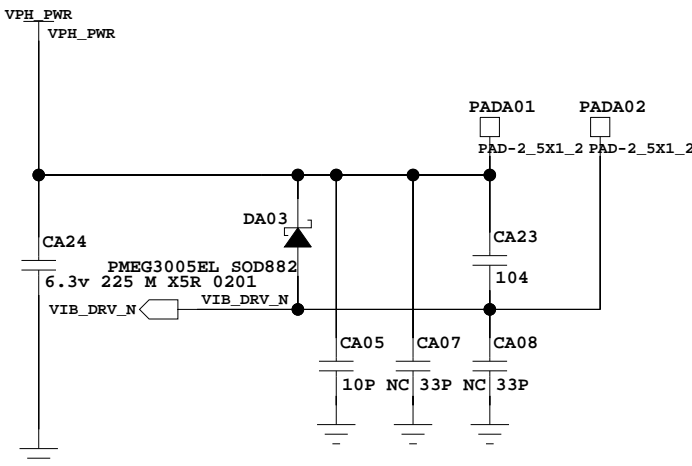 VPH_PWR
VPH_PWR
PADA01 PADA02
PAD-2_5X1_2 PAD-2_5X1_2
DA03
CA24 CA23
PMEG3005EL SOD882
6.3v 225 M X5R 0201 104
VIB_DRV_N VIB_DRV_N
CA05 CA07 CA08
10P NC 33P NC 33P